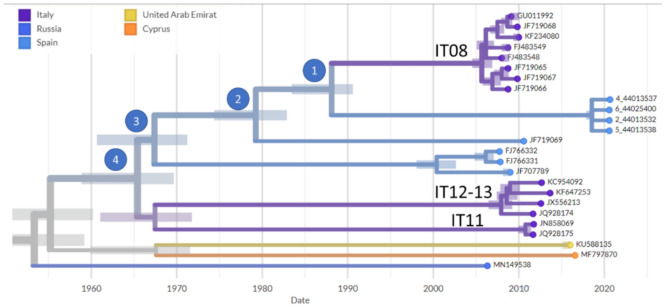 Italy
United Arab Emirat
Russia
Cyprus
Spain
GU011992
JF719068
KF234080
IT08
FJ483549
FJ483548
JF719065
JF719067
JF719066
1
2
3
4
4_44013537
6_44025400
2_44013532
5_44013538
JF719069
FJ766332
FJ766331
JF707789
IT12-13
KC954092
KF647253
JX556213
JQ928174
IT11
JN858069
JQ928175
KU588135
MF797870
MN149538
1960
1970
1980
1990
2000
2010
2020
Date